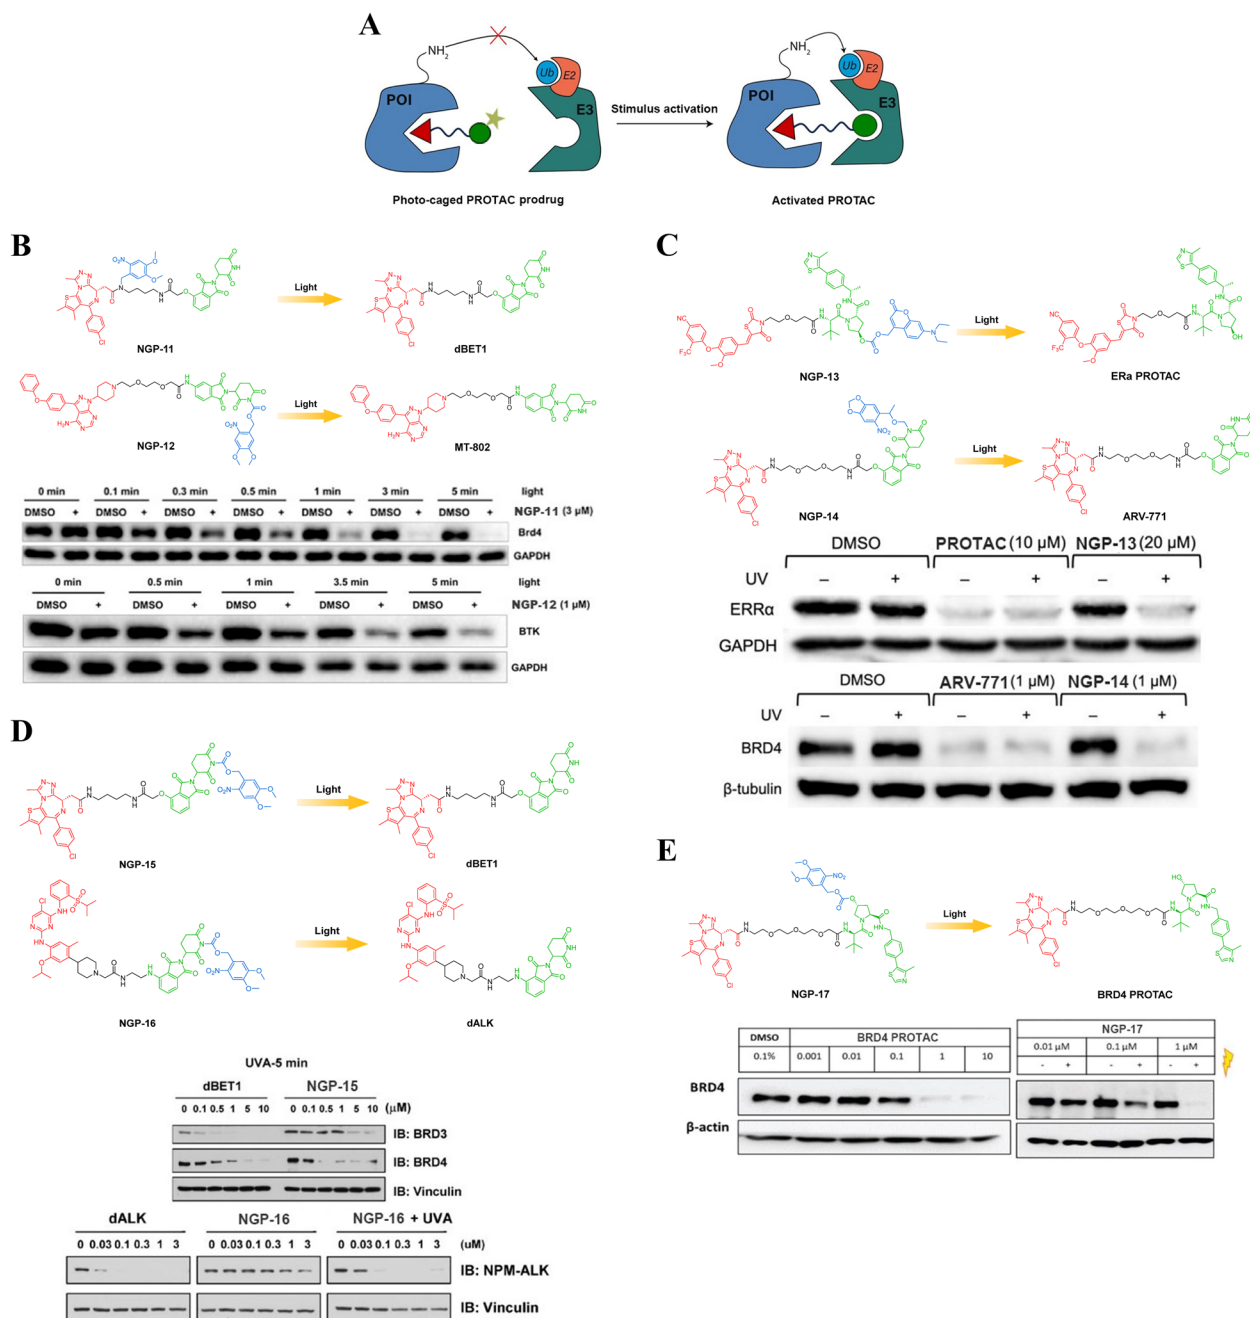 A
NH2
Ub
E2
POI
E3
Stimulus activation
NH2
Ub
E2
POI
E3
Photo-caged PROTAC prodrug
Activated PROTAC
B
Light
NGP-11
dBET1
Light
NGP-12
MT-802
0 min 0.1 min 0.3 min 0.5 min 1 min 3 min 5 min light
DMSO + DMSO + DMSO + DMSO + DMSO + DMSO + DMSO + NGP-11 (3 µM)
Brd4
GAPDH
0 min 0.5 min 1 min 3.5 min 5 min light
DMSO + DMSO + DMSO + DMSO + DMSO + NGP-12 (1 µM)
BTK
GAPDH
C
Light
NGP-13
ERa PROTAC
Light
NGP-14
ARV-771
DMSO PROTAC (10 µM) NGP-13 (20 µM)
UV – + – + – +
ERRα
GAPDH
DMSO ARV-771 (1 µM) NGP-14 (1 µM)
UV – + – + – +
BRD4
β-tubulin
D
Light
NGP-15
dBET1
Light
NGP-16
dALK
UVA-5 min
dBET1 NGP-15
0 0.1 0.5 1 5 10 0 0.1 0.5 1 5 10 (µM)
IB: BRD3
IB: BRD4
IB: Vinculin
dALK NGP-16 NGP-16 + UVA
0 0.03 0.1 0.3 1 3 0 0.03 0.1 0.3 1 3 0 0.03 0.1 0.3 1 3 (uM)
IB: NPM-ALK
IB: Vinculin
E
Light
NGP-17
BRD4 PROTAC
DMSO BRD4 PROTAC
0.1% 0.001 0.01 0.1 1 10
NGP-17
0.01 µM 0.1 µM 1 µM
- + - + - +
BRD4
β-actin